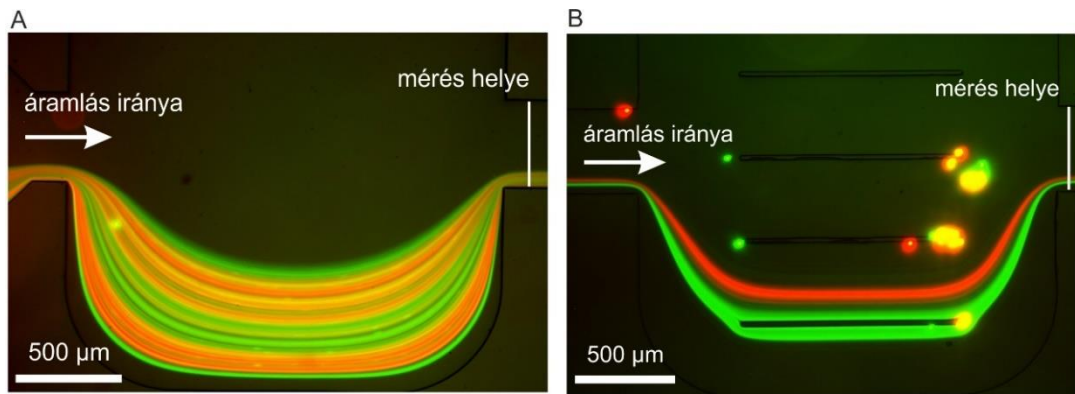 A
mérés helye
áramlás iránya
500 µm
B
mérés helye
áramlás iránya
500 µm